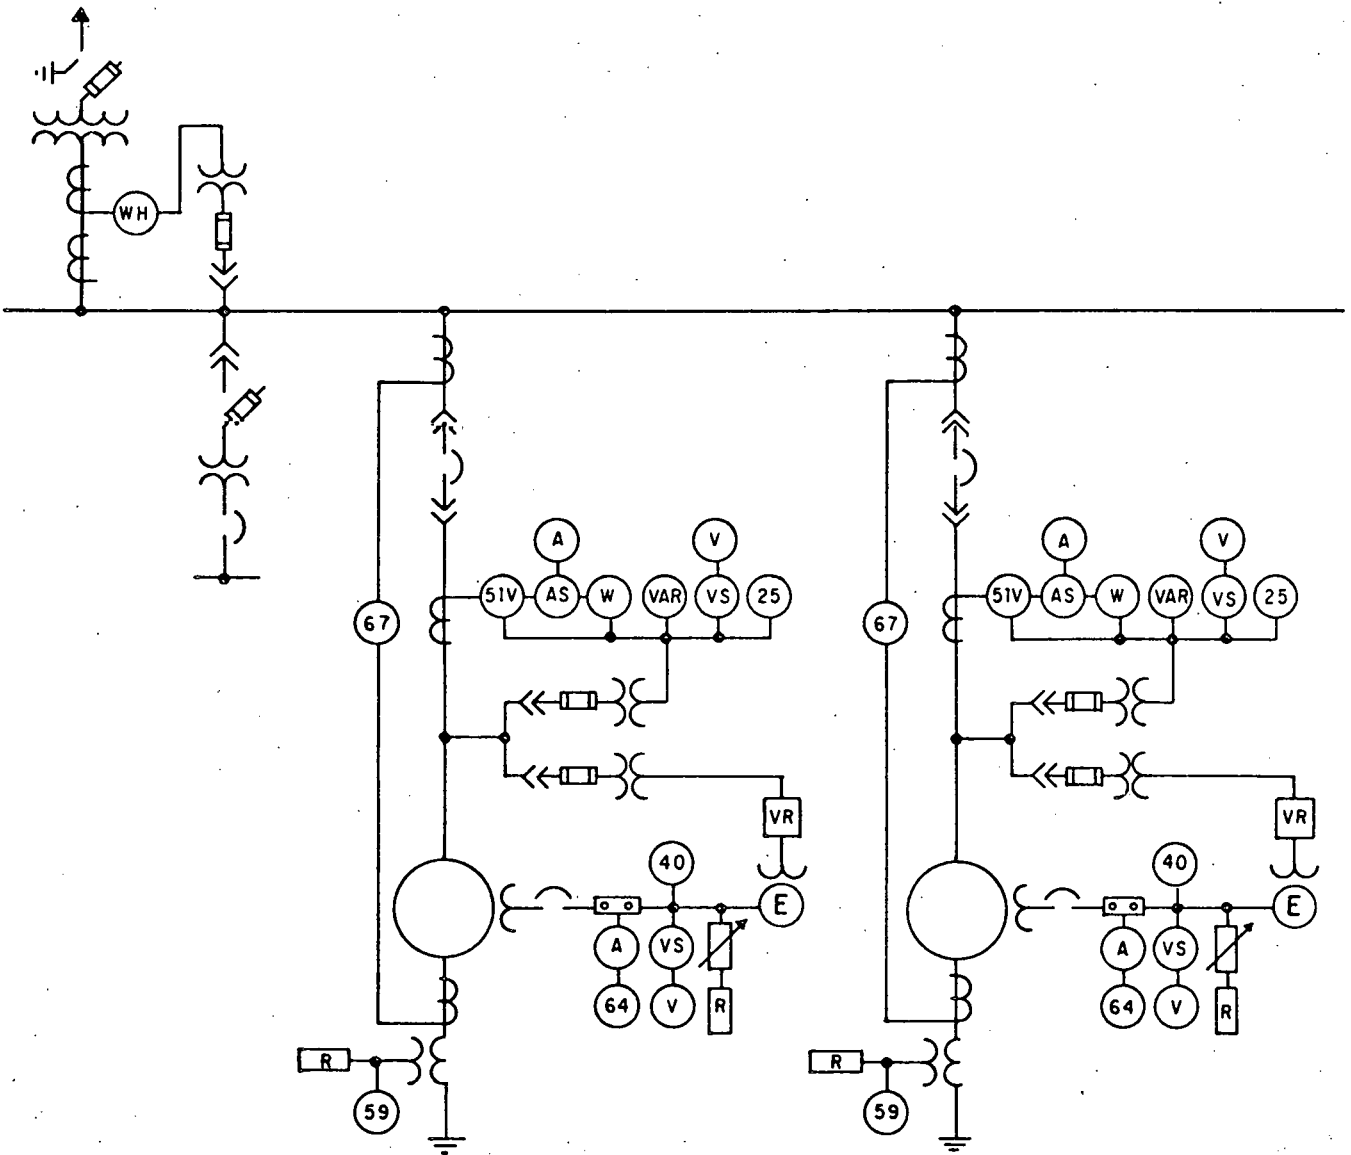 WH
A V A V
51V AS W VAR VS 25 51V AS W VAR VS 25
67 67
VR VR
40 40
E E
A VS A VS
64 V R 64 V R
R R
59 59